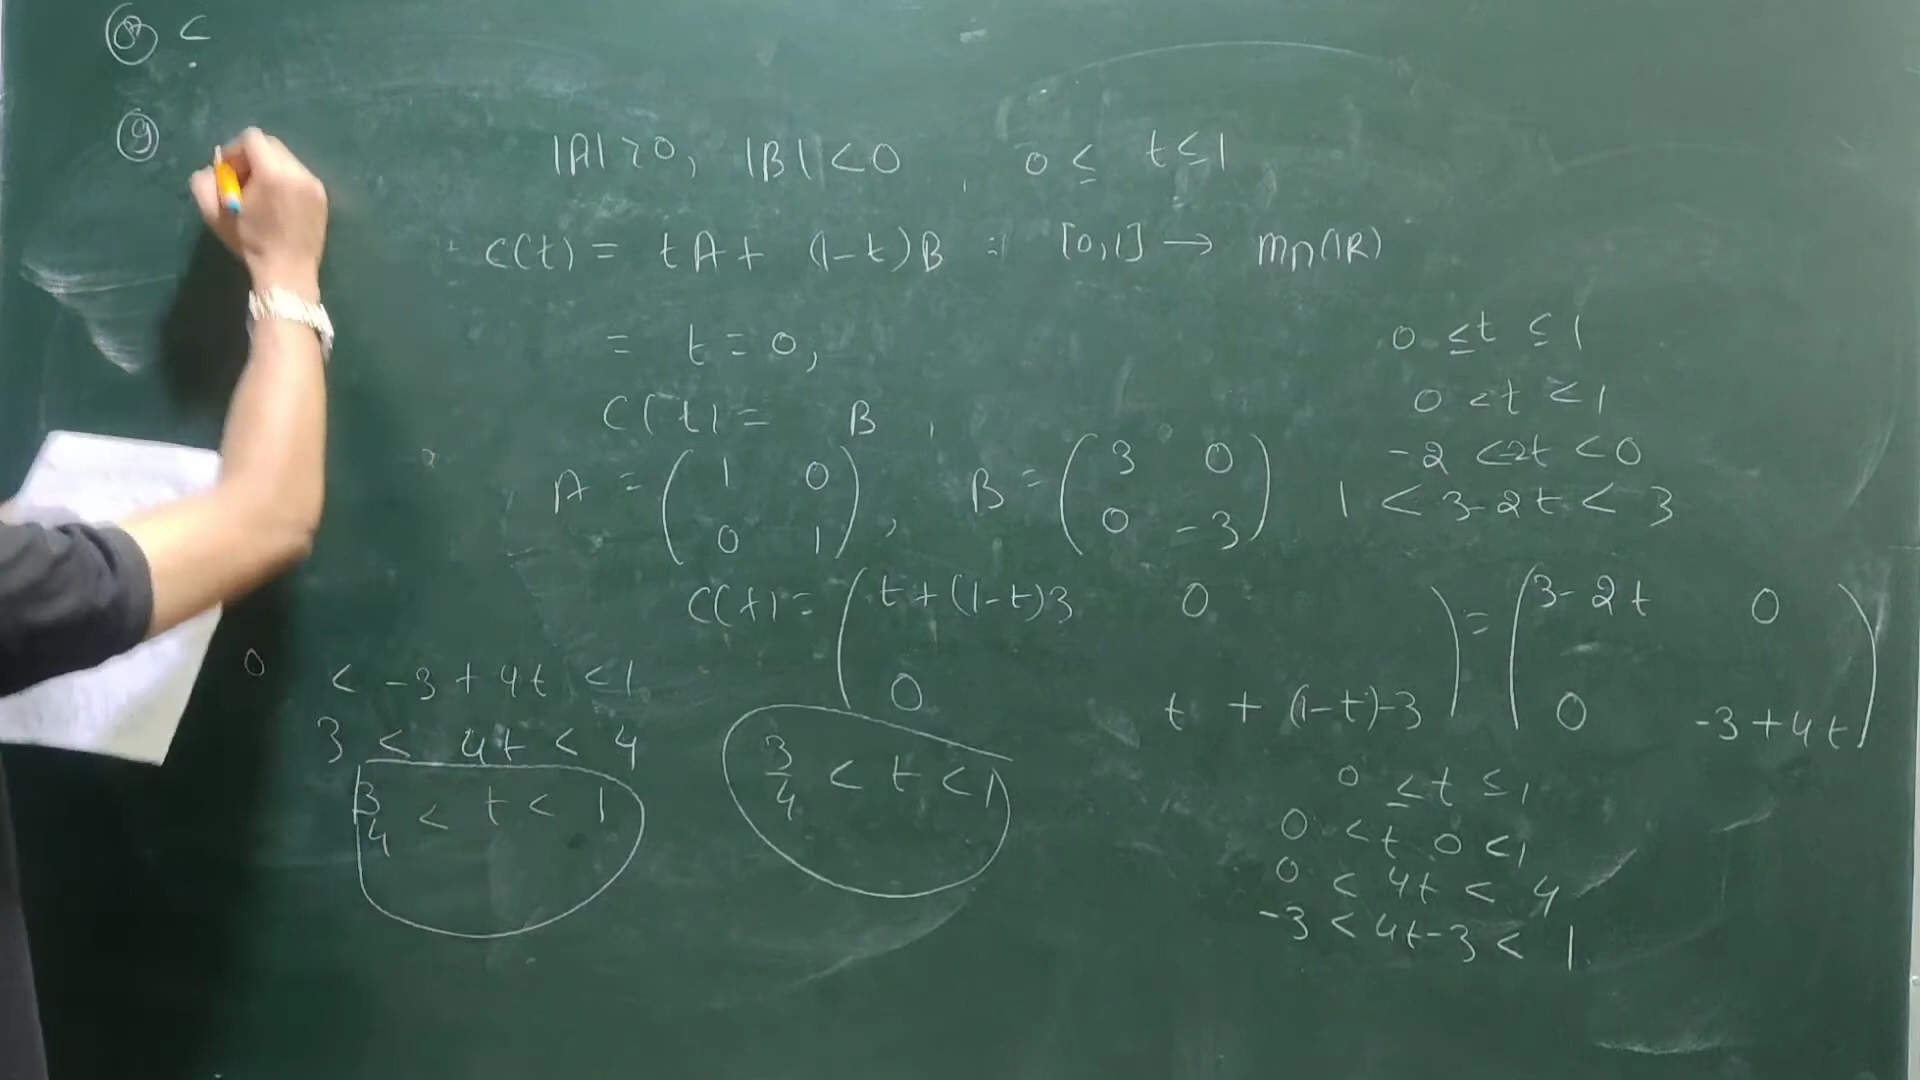 ⑧ C
⑨
|A| > 0, |B| < 0, 0 ≤ t ≤ 1
C(t) = tA + (1-t)B : [0,1] → Mn(IR)
= t = 0,
0 ≤ t ≤ 1
C(t) = B,
0 < t < 1
-2 < -2t < 0
A = (1 0; 0 1), B = (3 0; 0 -3)
1 < 3-2t < 3
C(t) = (t+(1-t)3 0; 0 t + (1-t)-3) = (3-2t 0; 0 -3+4t)
0 < -3+4t < 1
3 < 4t < 4
3/4 < t < 1
3/4 < t < 1
0 ≤ t ≤ 1
0 < t 0 < 1
0 < 4t < 4
-3 < 4t-3 < 1